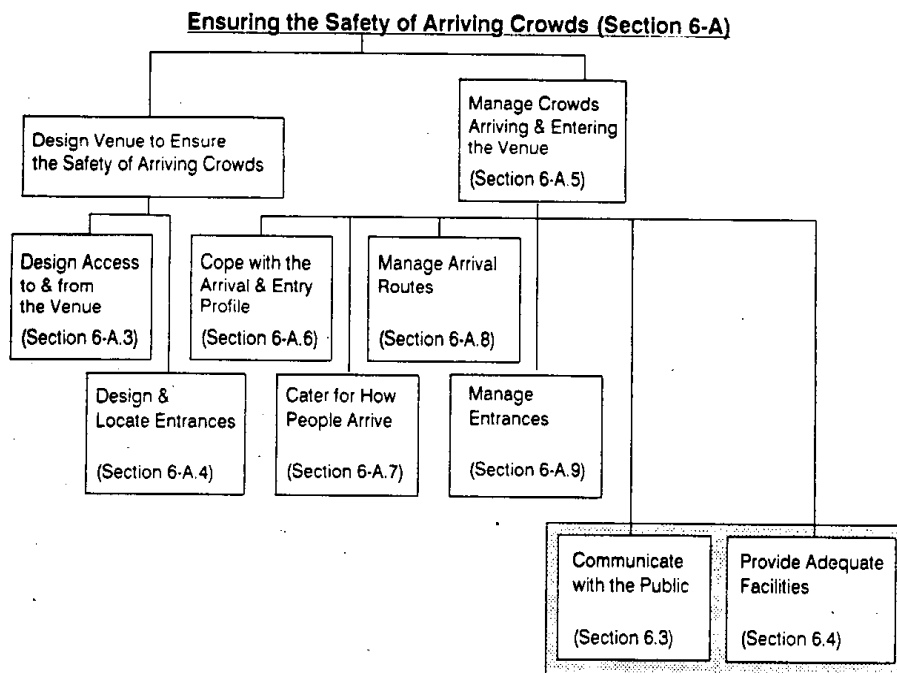 Ensuring the Safety of Arriving Crowds (Section 6-A)
Design Venue to Ensure
the Safety of Arriving Crowds
Manage Crowds
Arriving & Entering
the Venue
(Section 6-A.5)
Design Access
to & from
the Venue
(Section 6-A.3)
Cope with the
Arrival & Entry
Profile
(Section 6-A.6)
Manage Arrival
Routes
(Section 6-A.8)
Design &
Locate Entrances
(Section 6-A.4)
Cater for How
People Arrive
(Section 6-A.7)
Manage
Entrances
(Section 6-A.9)
Communicate
with the Public
(Section 6.3)
Provide Adequate
Facilities
(Section 6.4)